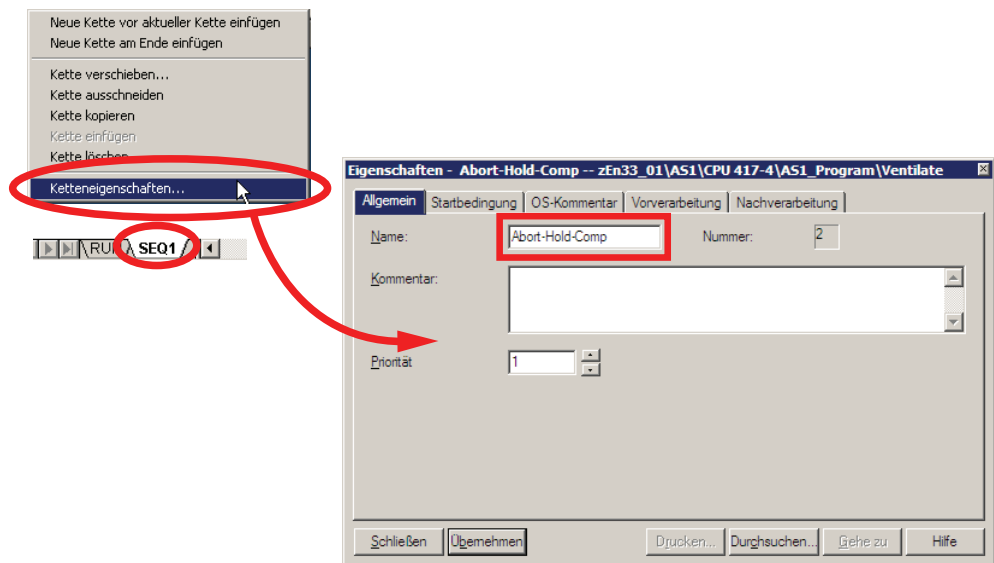 Neue Kette vor aktueller Kette einfügen
Neue Kette am Ende einfügen
Kette verschieben...
Kette ausschneiden
Kette kopieren
Kette einfügen
Kette löschen
Ketteneigenschaften...
SEQ1
Eigenschaften - Abort-Hold-Comp -- zEn33_01\AS1\CPU 417-4\AS1_Program\Ventilate
Allgemein Startbedingung OS-Kommentar Vorverarbeitung Nachverarbeitung
Name: Abort-Hold-Comp Nummer: 2
Kommentar:
Priorität 1
Schließen Übernehmen Drucken... Durchsuchen... Gehe zu Hilfe